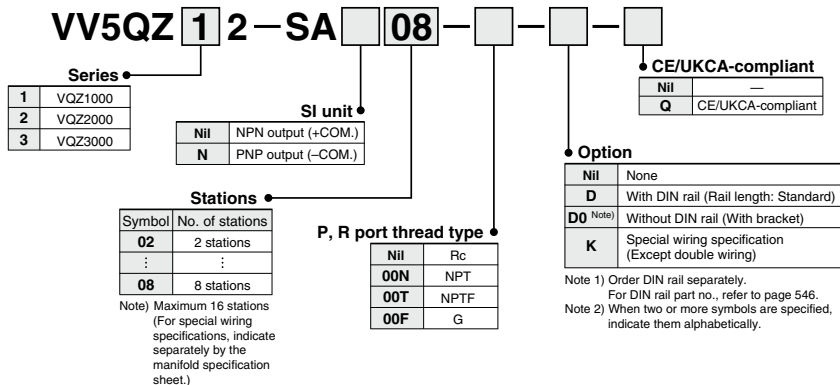 VV5QZ 1 2 — SA 08 — — —
Series
1 VQZ1000
2 VQZ2000
3 VQZ3000
SI unit
Nil NPN output (+COM.)
N PNP output (–COM.)
Stations
Symbol No. of stations
02 2 stations
⋮ ⋮
08 8 stations
Note) Maximum 16 stations
(For special wiring
specifications, indicate
separately by the
manifold specification
sheet.)
P, R port thread type
Nil Rc
00N NPT
00T NPTF
00F G
CE/UKCA-compliant
Nil —
Q CE/UKCA-compliant
Option
Nil None
D With DIN rail (Rail length: Standard)
D0 Note) Without DIN rail (With bracket)
K Special wiring specification
(Except double wiring)
Note 1) Order DIN rail separately.
For DIN rail part no., refer to page 546.
Note 2) When two or more symbols are specified,
indicate them alphabetically.